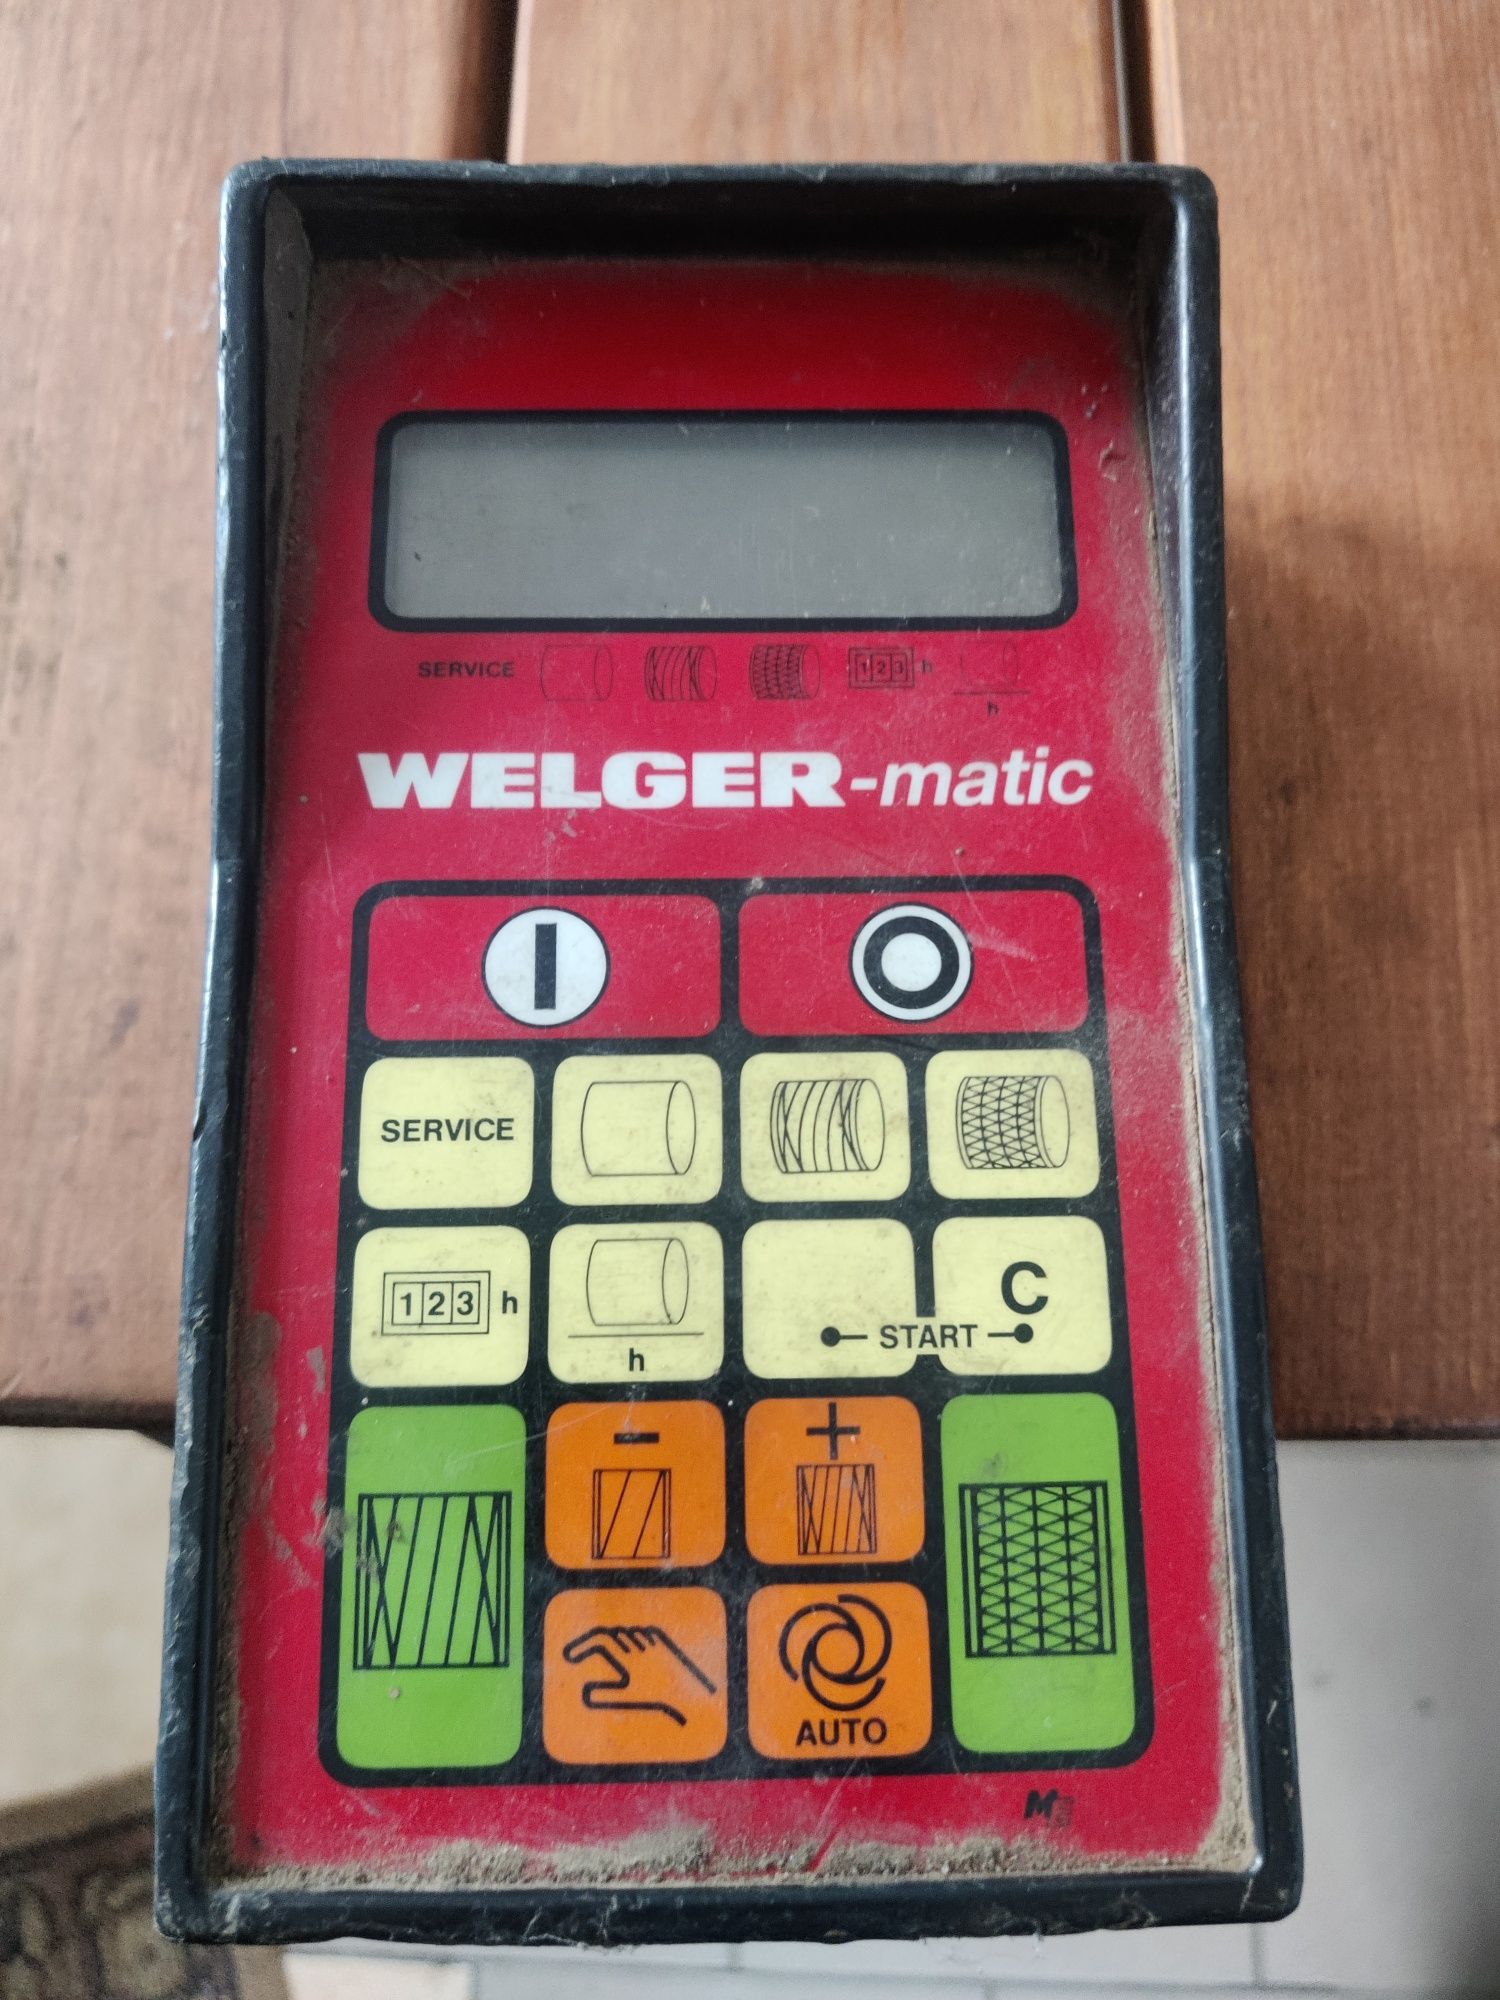 SERVICE 123 h
h
WELGER-matic
I O
SERVICE
123 h
h
C
START
-
+
AUTO